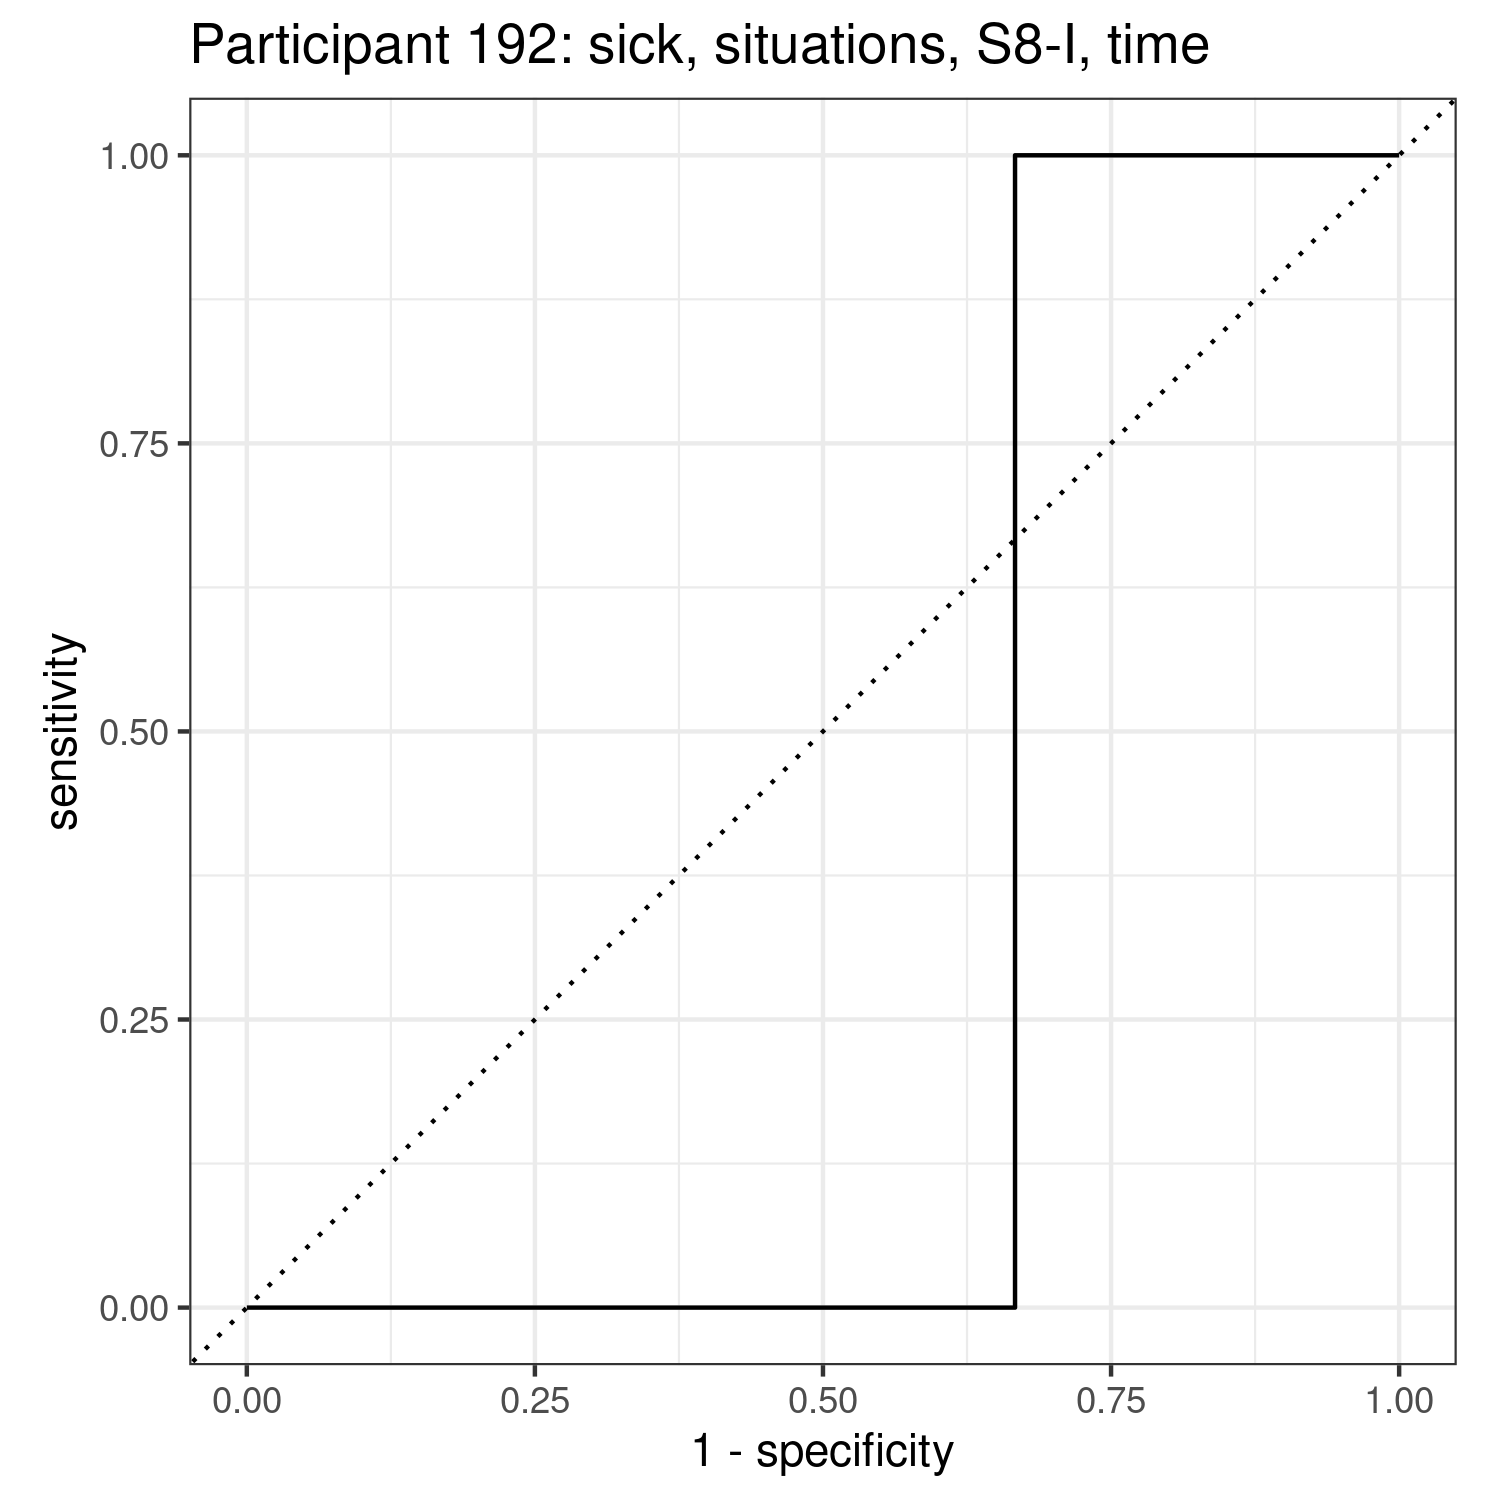 Participant 192: sick, situations, S8-I, time
1.00
0.75
0.50
0.25
0.00
sensitivity
0.00 0.25 0.50 0.75 1.00
1 - specificity